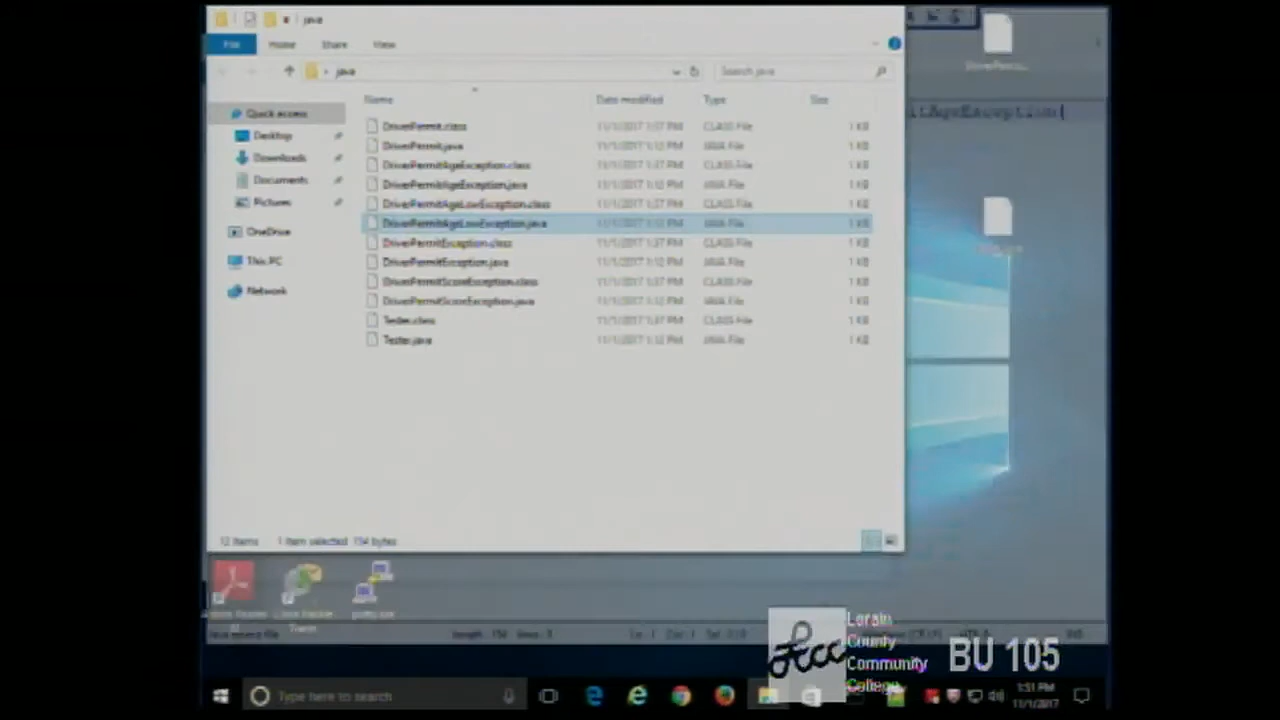 java
File Home Share View
java Search java
Name Date modified Type Size
Quick access
Desktop
Downloads
Documents
Pictures
OneDrive
This PC
Network
DriverPermit.class 11/1/2017 1:37 PM CLASS File 1 KB
DriverPermit.java 11/1/2017 1:12 PM JAVA File 1 KB
DriverPermitAgeException.class 11/1/2017 1:37 PM CLASS File 1 KB
DriverPermitAgeException.java 11/1/2017 1:12 PM JAVA File 1 KB
DriverPermitAgeLowException.class 11/1/2017 1:37 PM CLASS File 1 KB
DriverPermitAgeLowException.java 11/1/2017 1:12 PM JAVA File 1 KB
DriverPermitException.class 11/1/2017 1:37 PM CLASS File 1 KB
DriverPermitException.java 11/1/2017 1:12 PM JAVA File 1 KB
DriverPermitScoreException.class 11/1/2017 1:37 PM CLASS File 1 KB
DriverPermitScoreException.java 11/1/2017 1:12 PM JAVA File 1 KB
Tester.class 11/1/2017 1:37 PM CLASS File 1 KB
Tester.java 11/1/2017 1:12 PM JAVA File 1 KB
12 items 1 item selected 154 bytes
itAgeException(
Lorain
County
Community
College
BU 105
Type here to search
1:51 PM
11/1/2017